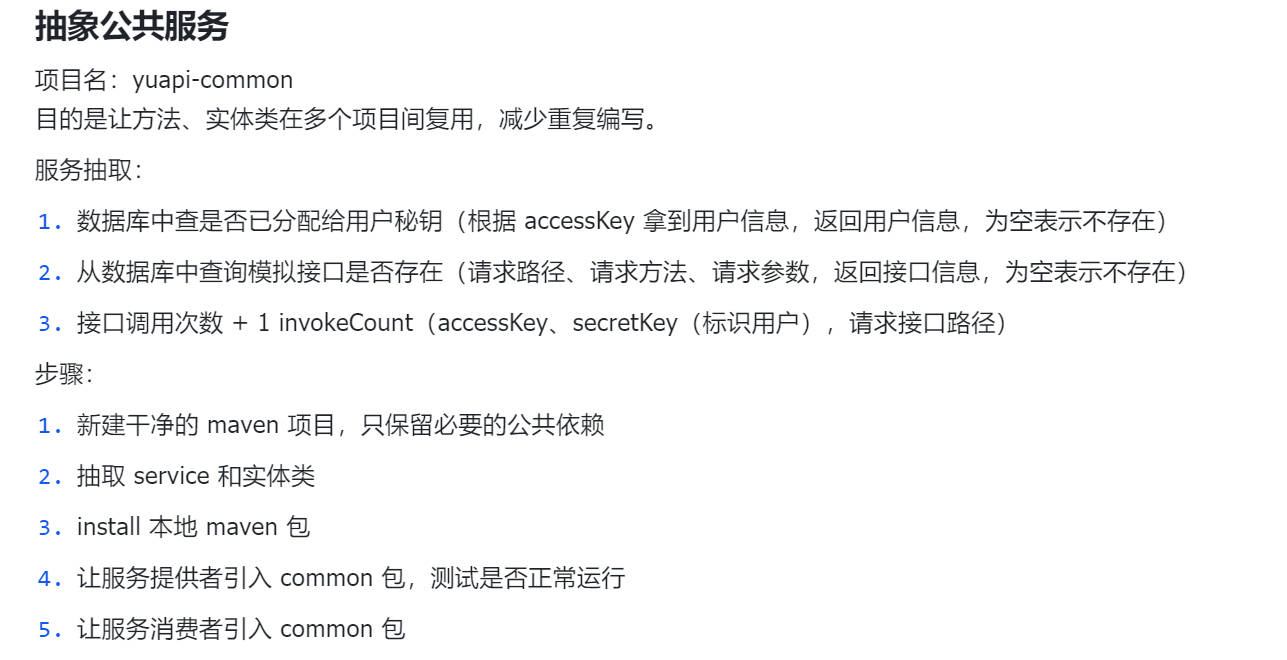 抽象公共服务
项目名：yuapi-common
目的是让方法、实体类在多个项目间复用，减少重复编写。
服务抽取：
1. 数据库中查是否已分配给用户秘钥（根据 accessKey 拿到用户信息，返回用户信息，为空表示不存在）
2. 从数据库中查询模拟接口是否存在（请求路径、请求方法、请求参数，返回接口信息，为空表示不存在）
3. 接口调用次数 + 1 invokeCount（accessKey、secretKey（标识用户），请求接口路径）
步骤：
1. 新建干净的 maven 项目，只保留必要的公共依赖
2. 抽取 service 和实体类
3. install 本地 maven 包
4. 让服务提供者引入 common 包，测试是否正常运行
5. 让服务消费者引入 common 包